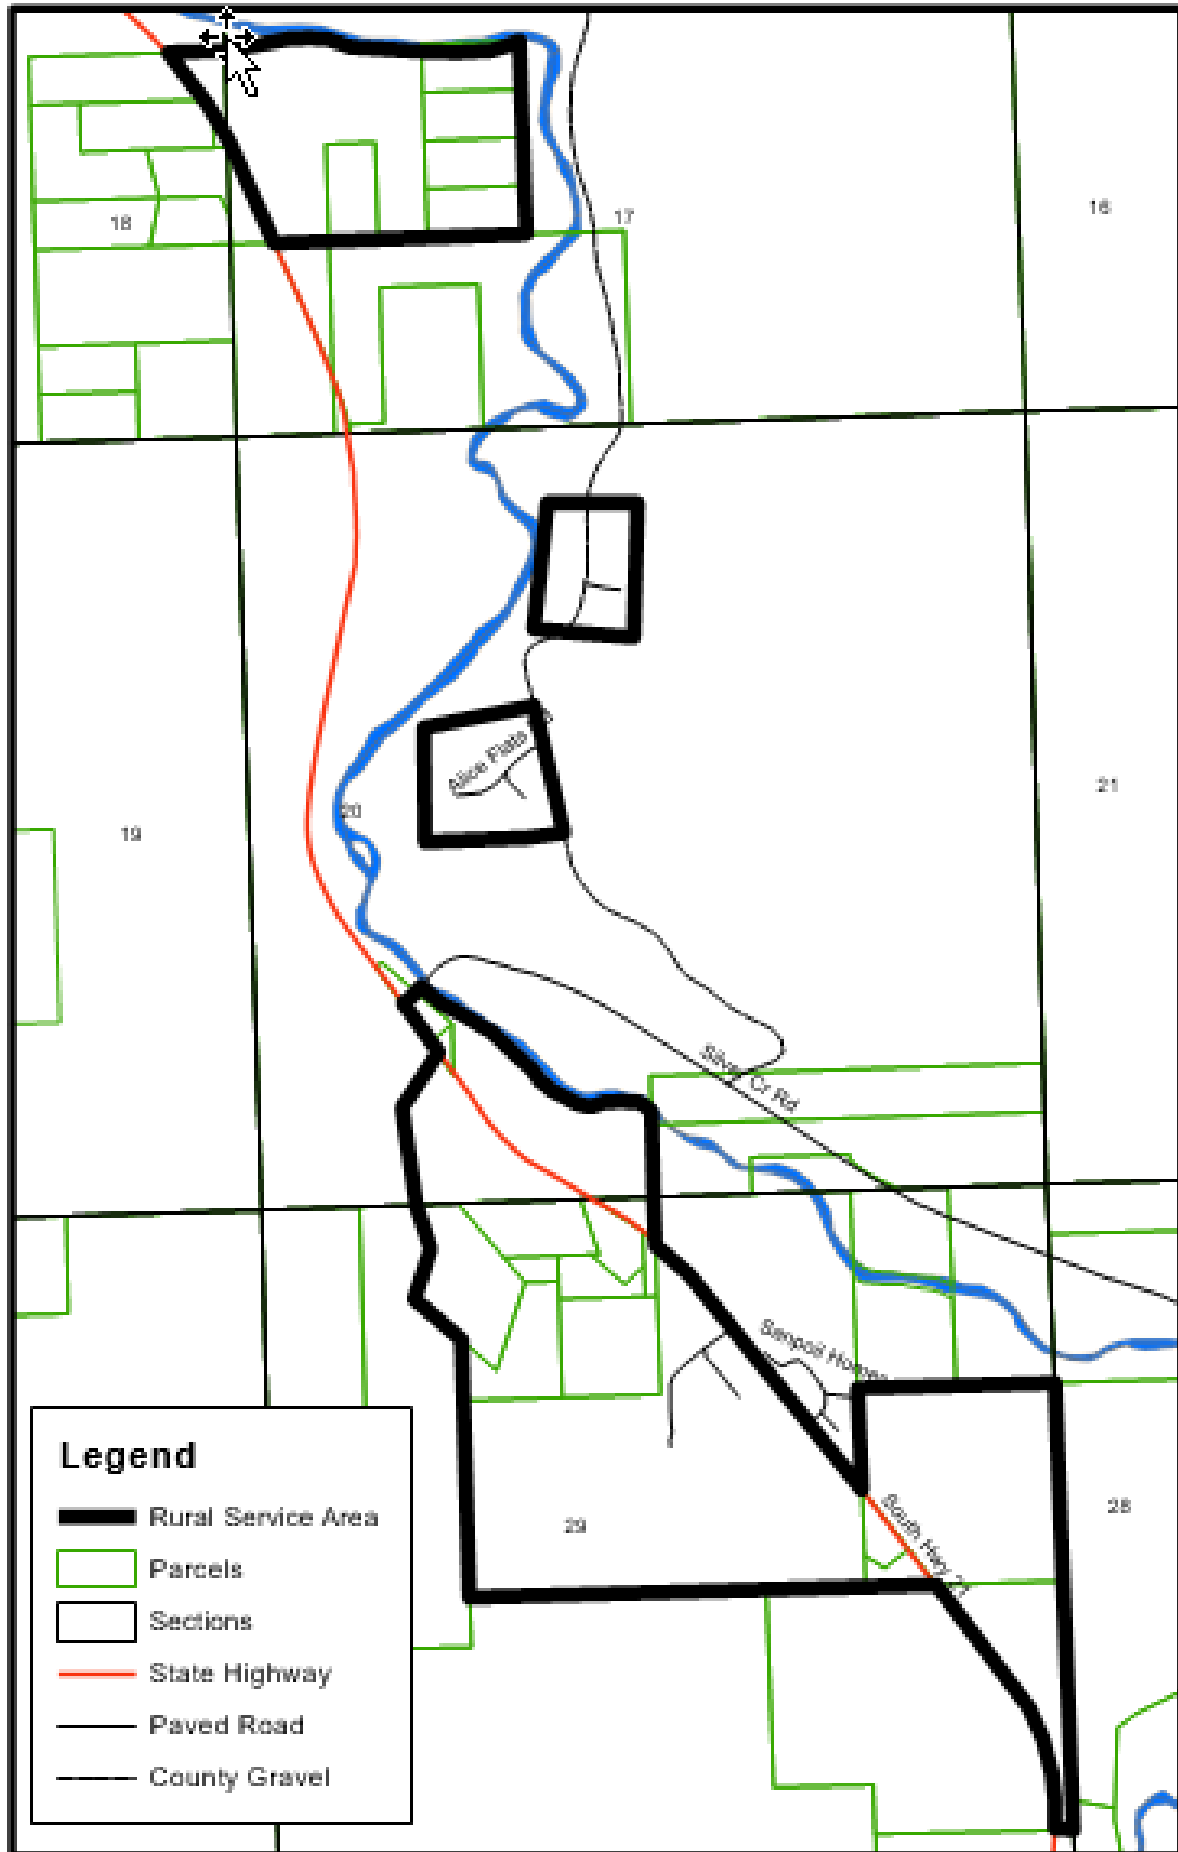 18
17
16
Alice Flats
20
19
21
Silver Cr Rd
Sanpoil Homes
29
28
South Hwy 21
Legend
Rural Service Area
Parcels
Sections
State Highway
Paved Road
County Gravel